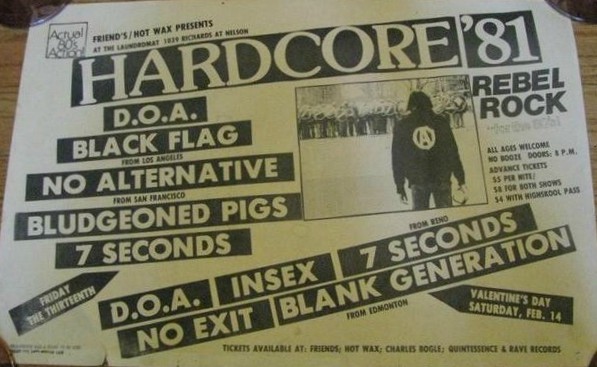 Actual
80's
Action!
FRIEND'S/HOT WAX PRESENTS
AT THE LAUNDROMAT 1029 RICHARDS AT NELSON
HARDCORE '81
D.O.A.
BLACK FLAG
FROM LOS ANGELES
NO ALTERNATIVE
FROM SAN FRANCISCO
BLUDGEONED PIGS
7 SECONDS
FRIDAY
THE THIRTEENTH
REBEL
ROCK
~for the 80s!
ALL AGES WELCOME
NO BOOZE DOORS: 8 P.M.
ADVANCE TICKETS
$5 PER NITE/
$8 FOR BOTH SHOWS
$4 WITH HIGHSKOOL PASS
D.O.A. INSEX 7 SECONDS
FROM RENO
NO EXIT BLANK GENERATION
FROM EDMONTON
VALENTINE'S DAY
SATURDAY, FEB. 14
TICKETS AVAILABLE AT: FRIENDS; HOT WAX; CHARLES BOGLE; QUINTESSENCE & RAVE RECORDS